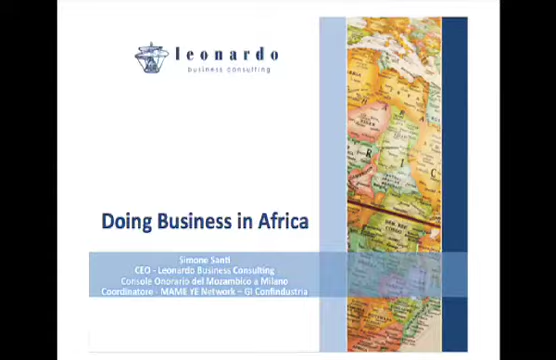 leonardo
business consulting
Doing Business in Africa
Simone Santi
CEO - Leonardo Business Consulting
Console Onorario del Mozambico a Milano
Coordinatore - MAME YE Network – GI Confindustria